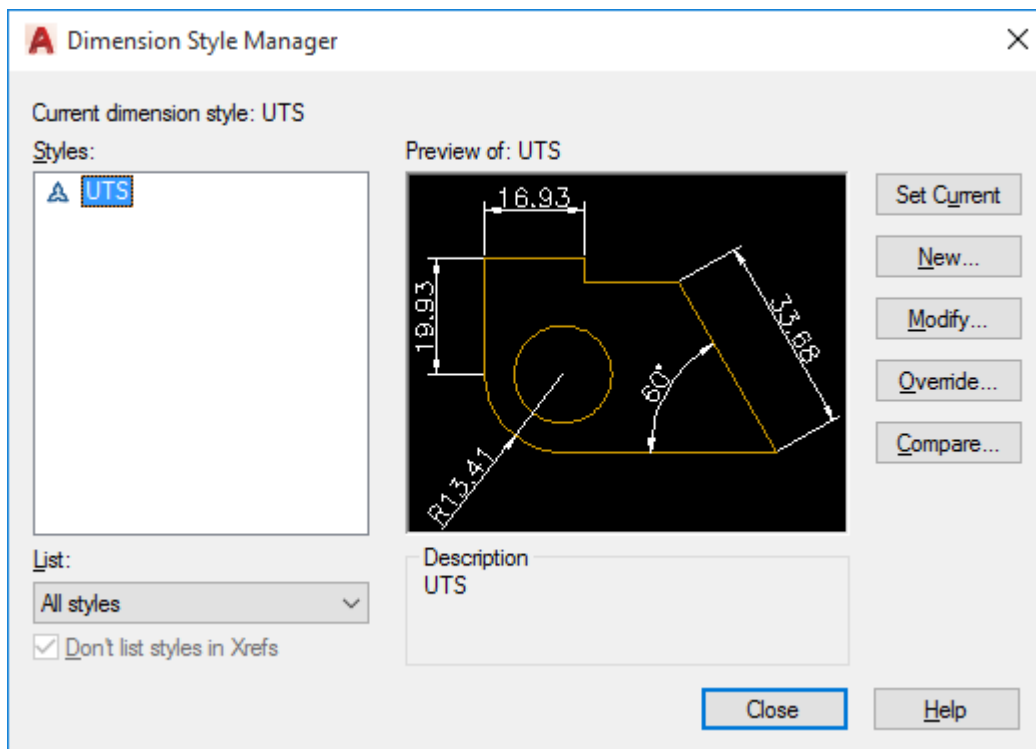 Dimension Style Manager
Current dimension style: UTS
Styles:
UTS
Preview of: UTS
16.93
19.93
33.68
60°
R13.41
Set Current
New...
Modify...
Override...
Compare...
List:
All styles
Don't list styles in Xrefs
Description
UTS
Close
Help